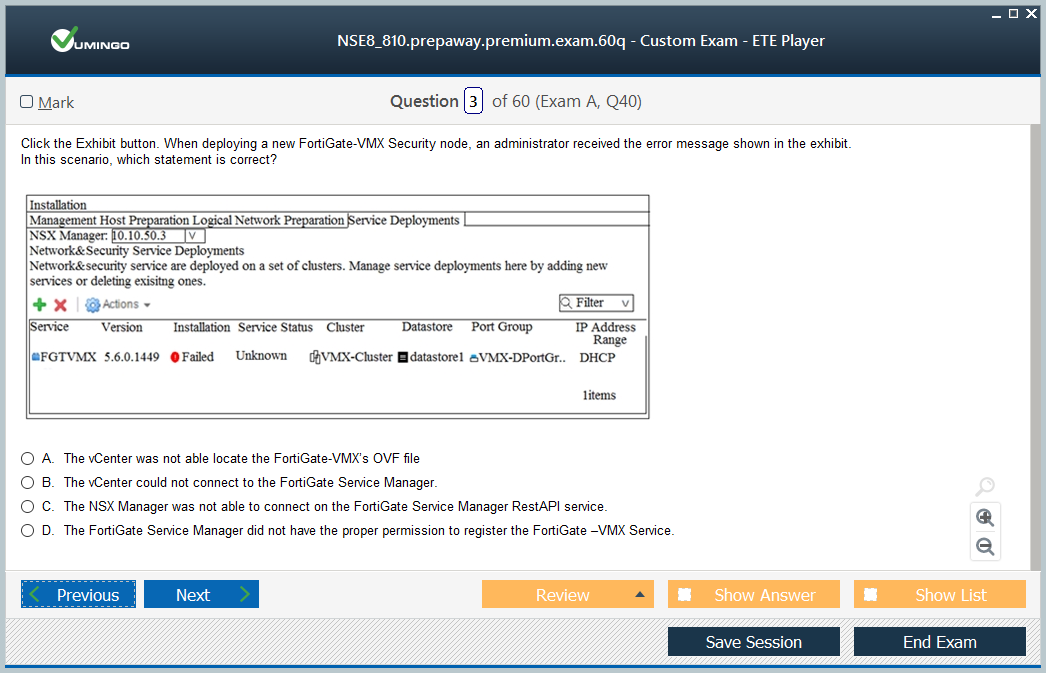 VUMINGO
NSE8_810.prepaway.premium.exam.60q - Custom Exam - ETE Player
Mark
Question 3 of 60 (Exam A, Q40)
Click the Exhibit button. When deploying a new FortiGate-VMX Security node, an administrator received the error message shown in the exhibit.
In this scenario, which statement is correct?
Installation
Management Host Preparation Logical Network Preparation Service Deployments
NSX Manager: 10.10.50.3 V
Network&Security Service Deployments
Network&security service are deployed on a set of clusters. Manage service deployments here by adding new
services or deleting exisitng ones.
Actions
Filter v
Service Version Installation Service Status Cluster Datastore Port Group IP Address
Range
FGTVMX 5.6.0.1449 Failed Unknown VMX-Cluster datastore1 VMX-DPortGr.. DHCP
1items
A. The vCenter was not able locate the FortiGate-VMX's OVF file
B. The vCenter could not connect to the FortiGate Service Manager.
C. The NSX Manager was not able to connect on the FortiGate Service Manager RestAPI service.
D. The FortiGate Service Manager did not have the proper permission to register the FortiGate –VMX Service.
Previous Next Review Show Answer Show List
Save Session End Exam